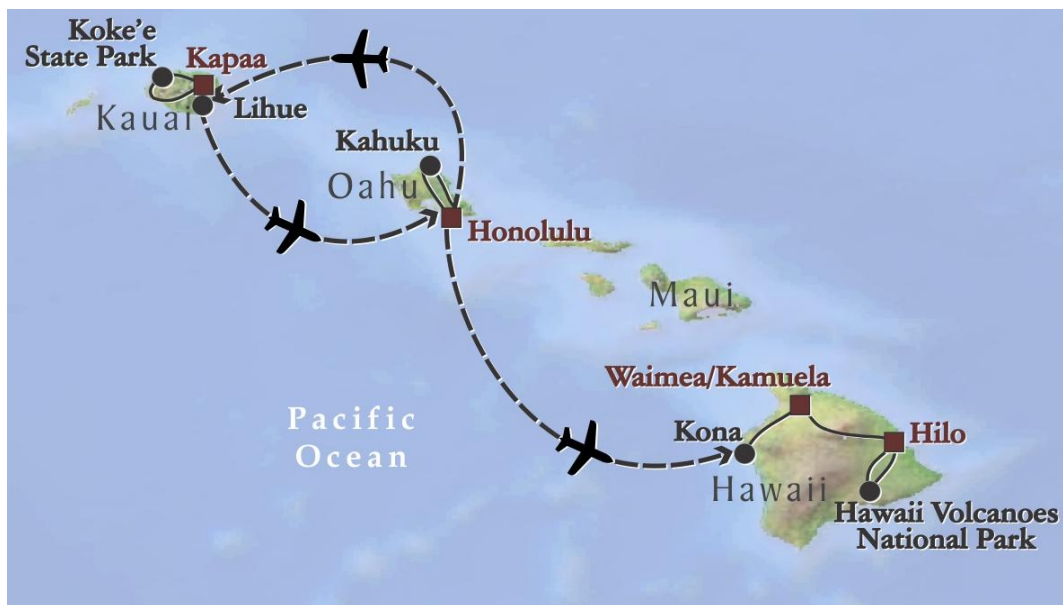 Koke’e
State Park
Kapaa
Kauai
Lihue
Kahuku
Oahu
Honolulu
Maui
Waimea/Kamuela
Pacific
Ocean
Kona
Hilo
Hawaii
Hawaii Volcanoes
National Park